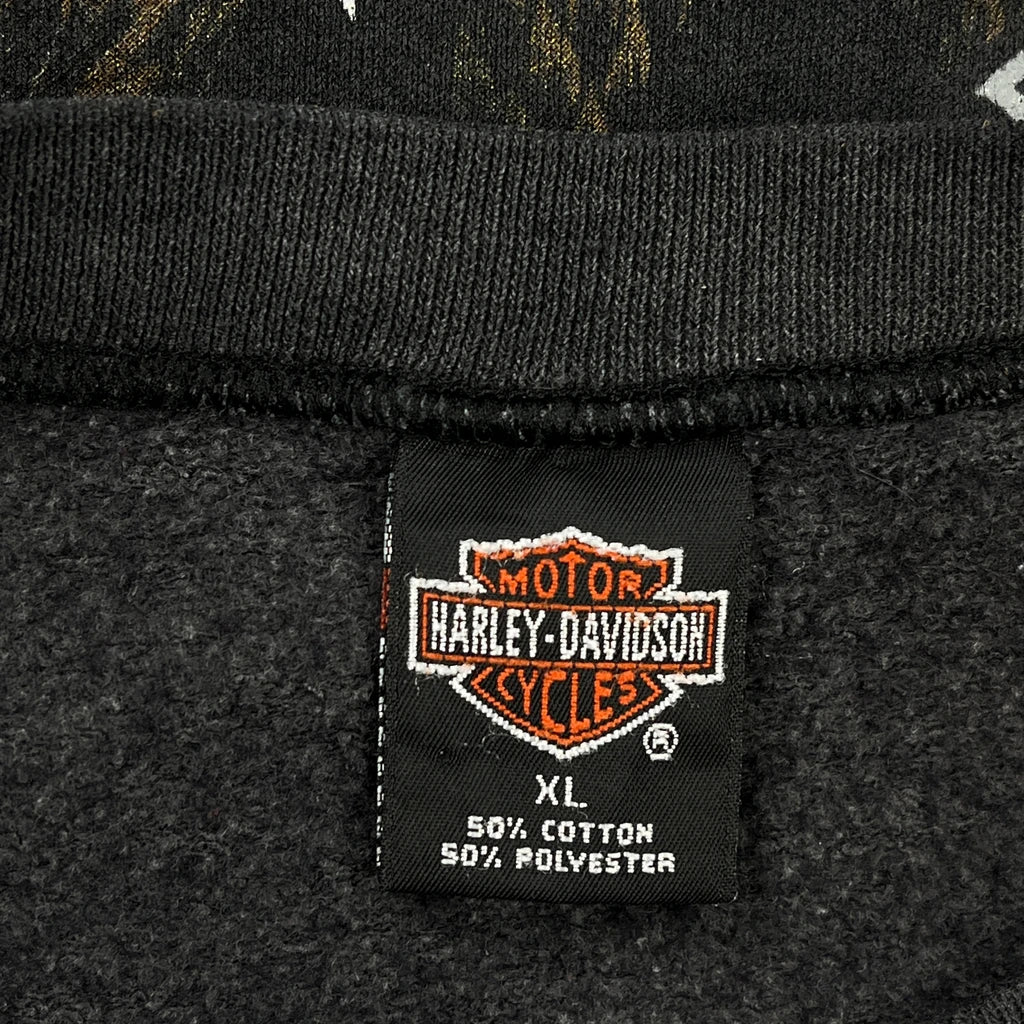 MOTOR
HARLEY-DAVIDSON
CYCLES
®
XL
50% COTTON
50% POLYESTER